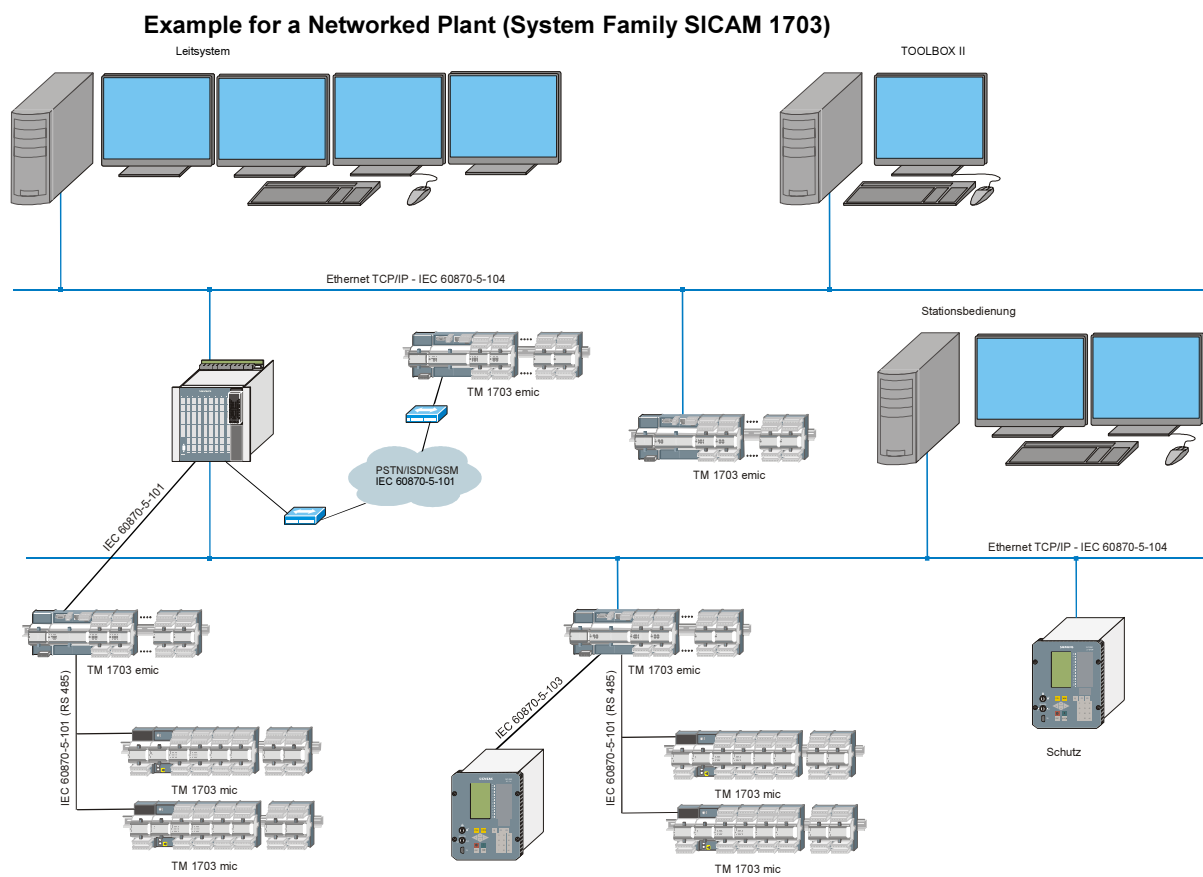 Example for a Networked Plant (System Family SICAM 1703)
Leitsystem
TOOLBOX II
Ethernet TCP/IP - IEC 60870-5-104
Stationsbedienung
TM 1703 emic
TM 1703 emic
PSTN/ISDN/GSM
IEC 60870-5-101
IEC 60870-5-101
Ethernet TCP/IP - IEC 60870-5-104
TM 1703 emic
TM 1703 emic
IEC 60870-5-101 (RS 485)
IEC 60870-5-103
IEC 60870-5-101 (RS 485)
SIEMENS
Schutz
TM 1703 mic
TM 1703 mic
SIEMENS
TM 1703 mic
TM 1703 mic